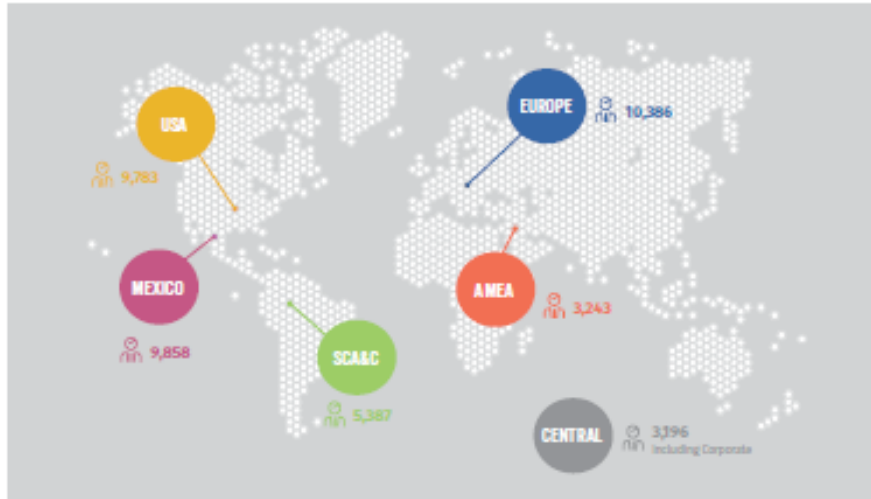 USA
9,783
EUROPE
10,386
MEXICO
9,858
AMEA
3,243
SCA&C
5,387
CENTRAL
3,196
Including Corporate